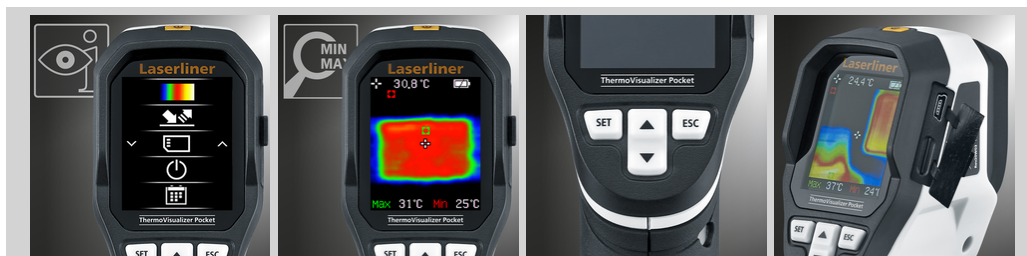 Laserliner
ThermoVisualizer Pocket
SET
ESC
MIN
MAX
Laserliner
30,8°C
Max 31°C Min 25°C
ThermoVisualizer Pocket
SET
ESC
ThermoVisualizer Pocket
SET
ESC
Laserliner
24,4°C
Max 37°C Min 24°
ThermoVisualizer Pocket
SET
ESC